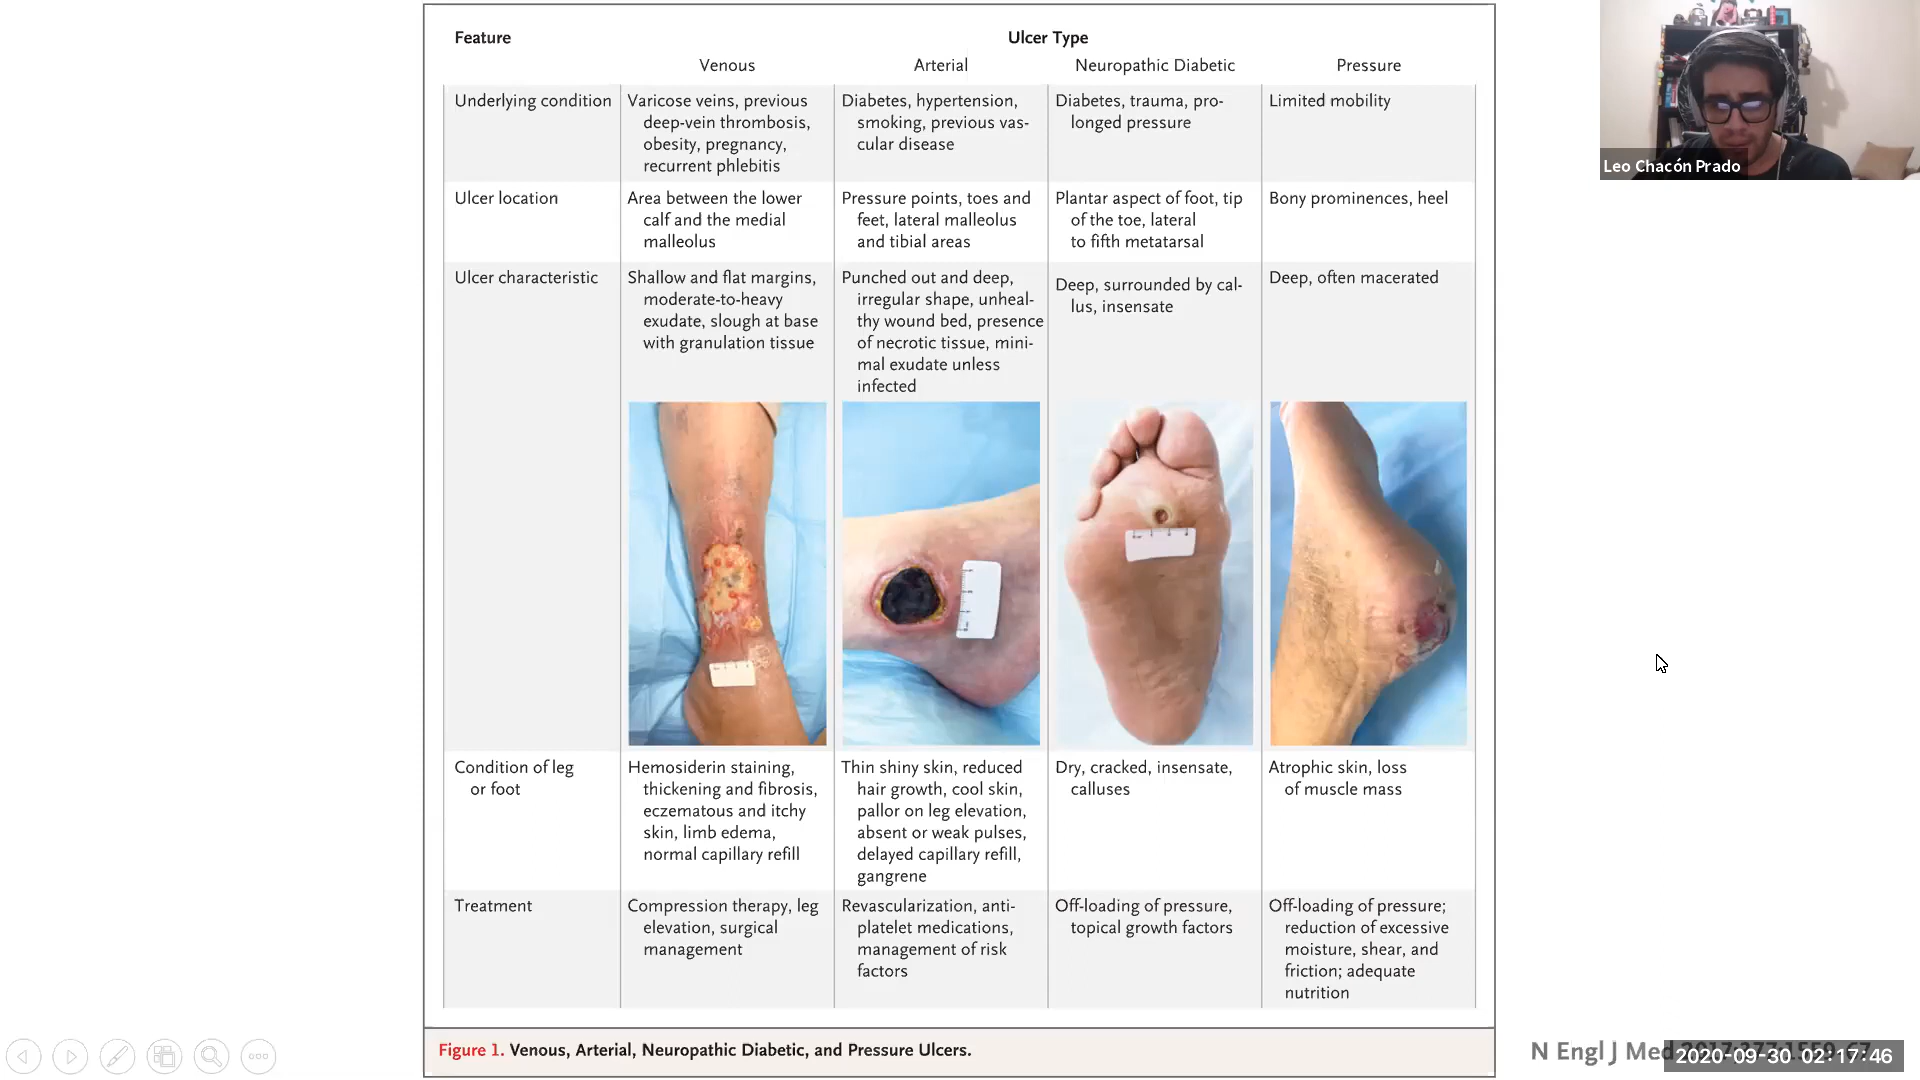 Feature
Ulcer Type
Venous
Arterial
Neuropathic Diabetic
Pressure
Underlying condition
Varicose veins, previous
deep-vein thrombosis,
obesity, pregnancy,
recurrent phlebitis
Diabetes, hypertension,
smoking, previous vas-
cular disease
Diabetes, trauma, pro-
longed pressure
Limited mobility
Ulcer location
Area between the lower
calf and the medial
malleolus
Pressure points, toes and
feet, lateral malleolus
and tibial areas
Plantar aspect of foot, tip
of the toe, lateral
to fifth metatarsal
Bony prominences, heel
Ulcer characteristic
Shallow and flat margins,
moderate-to-heavy
exudate, slough at base
with granulation tissue
Punched out and deep,
irregular shape, unheal-
thy wound bed, presence
of necrotic tissue, mini-
mal exudate unless
infected
Deep, surrounded by cal-
lus, insensate
Deep, often macerated
Condition of leg
or foot
Hemosiderin staining,
thickening and fibrosis,
eczematous and itchy
skin, limb edema,
normal capillary refill
Thin shiny skin, reduced
hair growth, cool skin,
pallor on leg elevation,
absent or weak pulses,
delayed capillary refill,
gangrene
Dry, cracked, insensate,
calluses
Atrophic skin, loss
of muscle mass
Treatment
Compression therapy, leg
elevation, surgical
management
Revascularization, anti-
platelet medications,
management of risk
factors
Off-loading of pressure,
topical growth factors
Off-loading of pressure;
reduction of excessive
moisture, shear, and
friction; adequate
nutrition
Figure 1. Venous, Arterial, Neuropathic Diabetic, and Pressure Ulcers.
Leo Chacón Prado
N Engl J Med
2020-09-30 02:17:46